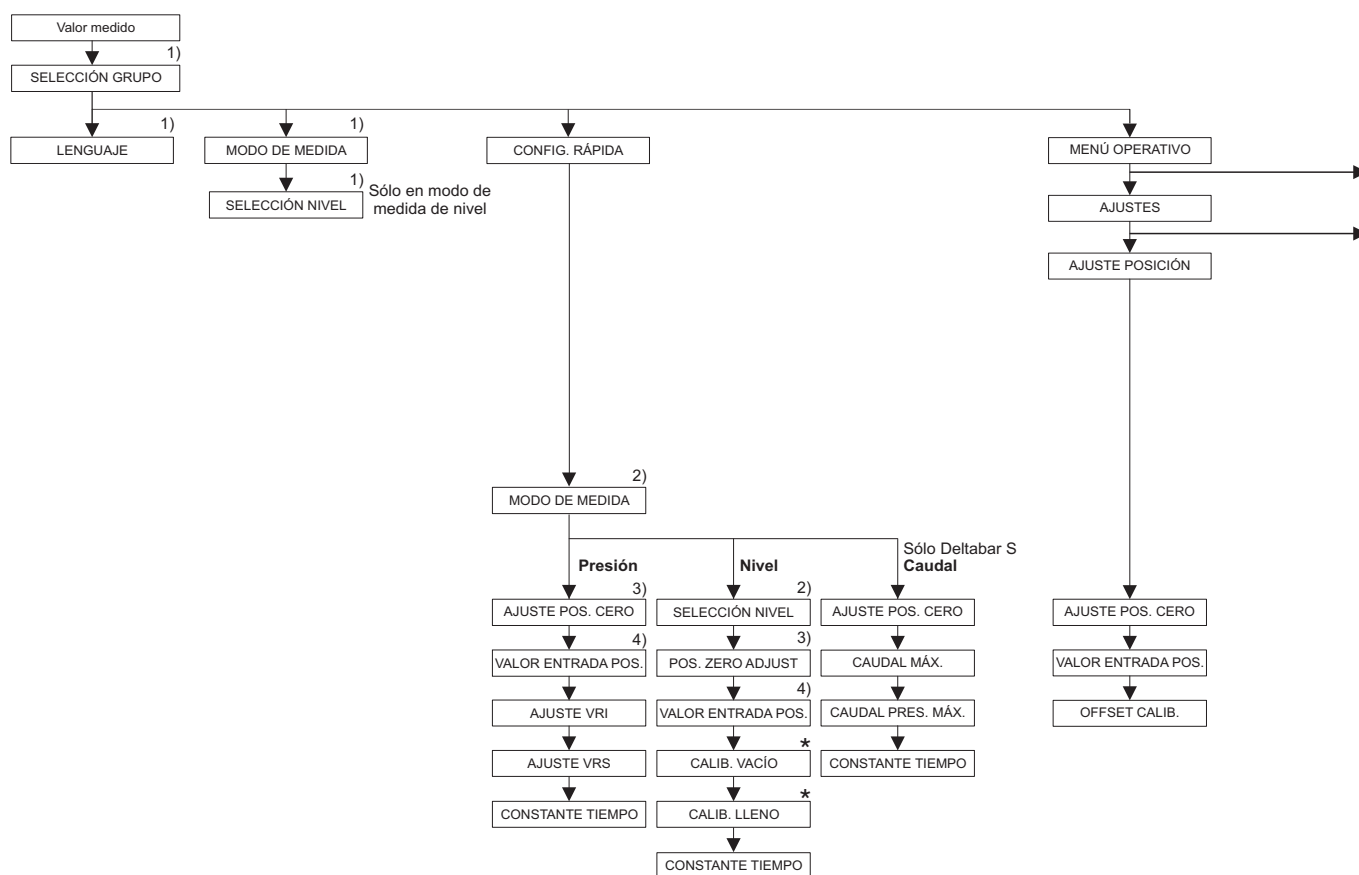 Valor medido
1)
SELECCIÓN GRUPO
1)
LENGUAJE
1)
MODO DE MEDIDA
CONFIG. RÁPIDA
MENÚ OPERATIVO
1)
SELECCIÓN NIVEL
Sólo en modo de
medida de nivel
AJUSTES
AJUSTE POSICIÓN
2)
MODO DE MEDIDA
Presión
Nivel
Sólo Deltabar S
Caudal
3)
AJUSTE POS. CERO
2)
SELECCIÓN NIVEL
AJUSTE POS. CERO
AJUSTE POS. CERO
4)
VALOR ENTRADA POS.
3)
POS. ZERO ADJUST
CAUDAL MÁX.
VALOR ENTRADA POS.
AJUSTE VRI
4)
VALOR ENTRADA POS.
CAUDAL PRES. MÁX.
OFFSET CALIB.
AJUSTE VRS
*
CALIB. VACÍO
CONSTANTE TIEMPO
CONSTANTE TIEMPO
*
CALIB. LLENO
CONSTANTE TIEMPO